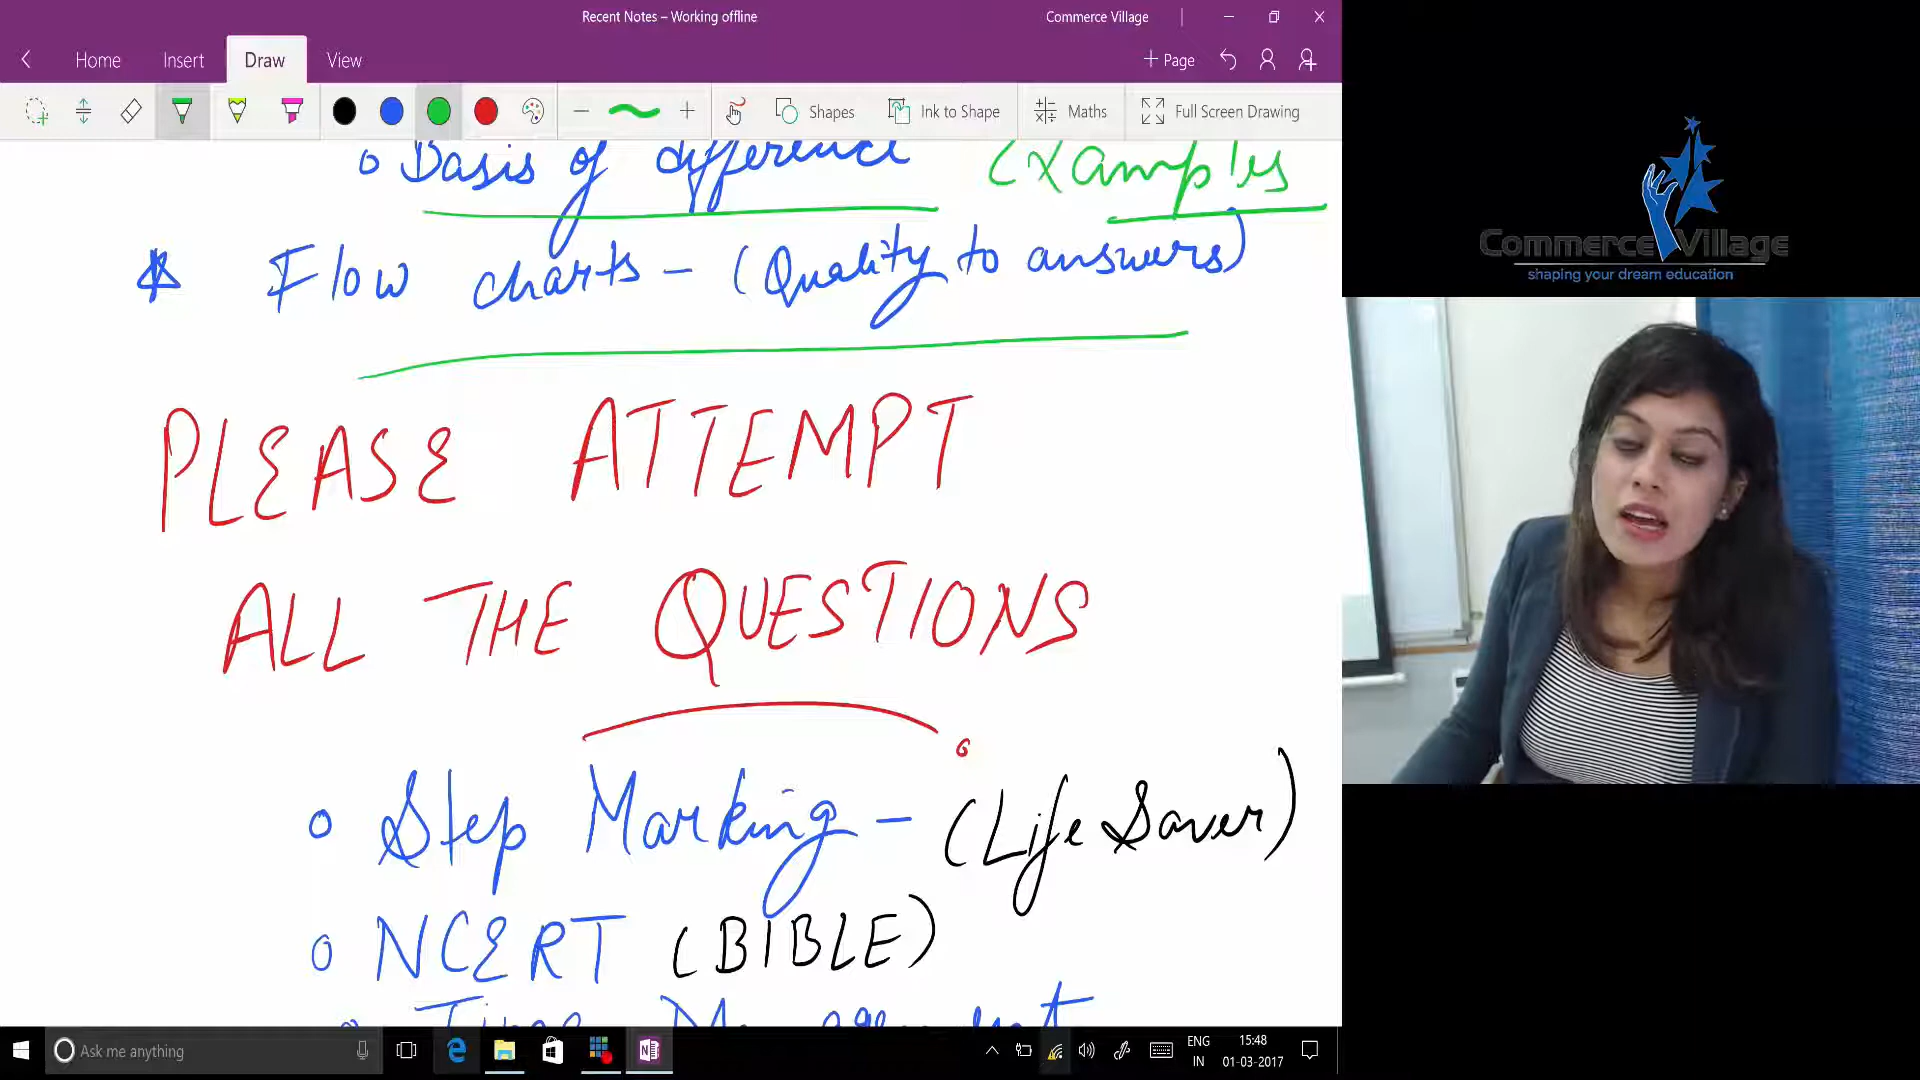 Recent Notes – Working offline
Commerce Village
Home Insert Draw View
+ Page
Shapes
Ink to Shape
Maths
Full Screen Drawing
o Basis of difference Examples
Flow charts – (Quality to answers)
PLEASE ATTEMPT
ALL THE QUESTIONS
o Step Marking – (Life Saver)
o NCERT (BIBLE)
o Time Management
Commerce Village
shaping your dream education
Ask me anything
ENG
IN
15:48
01-03-2017